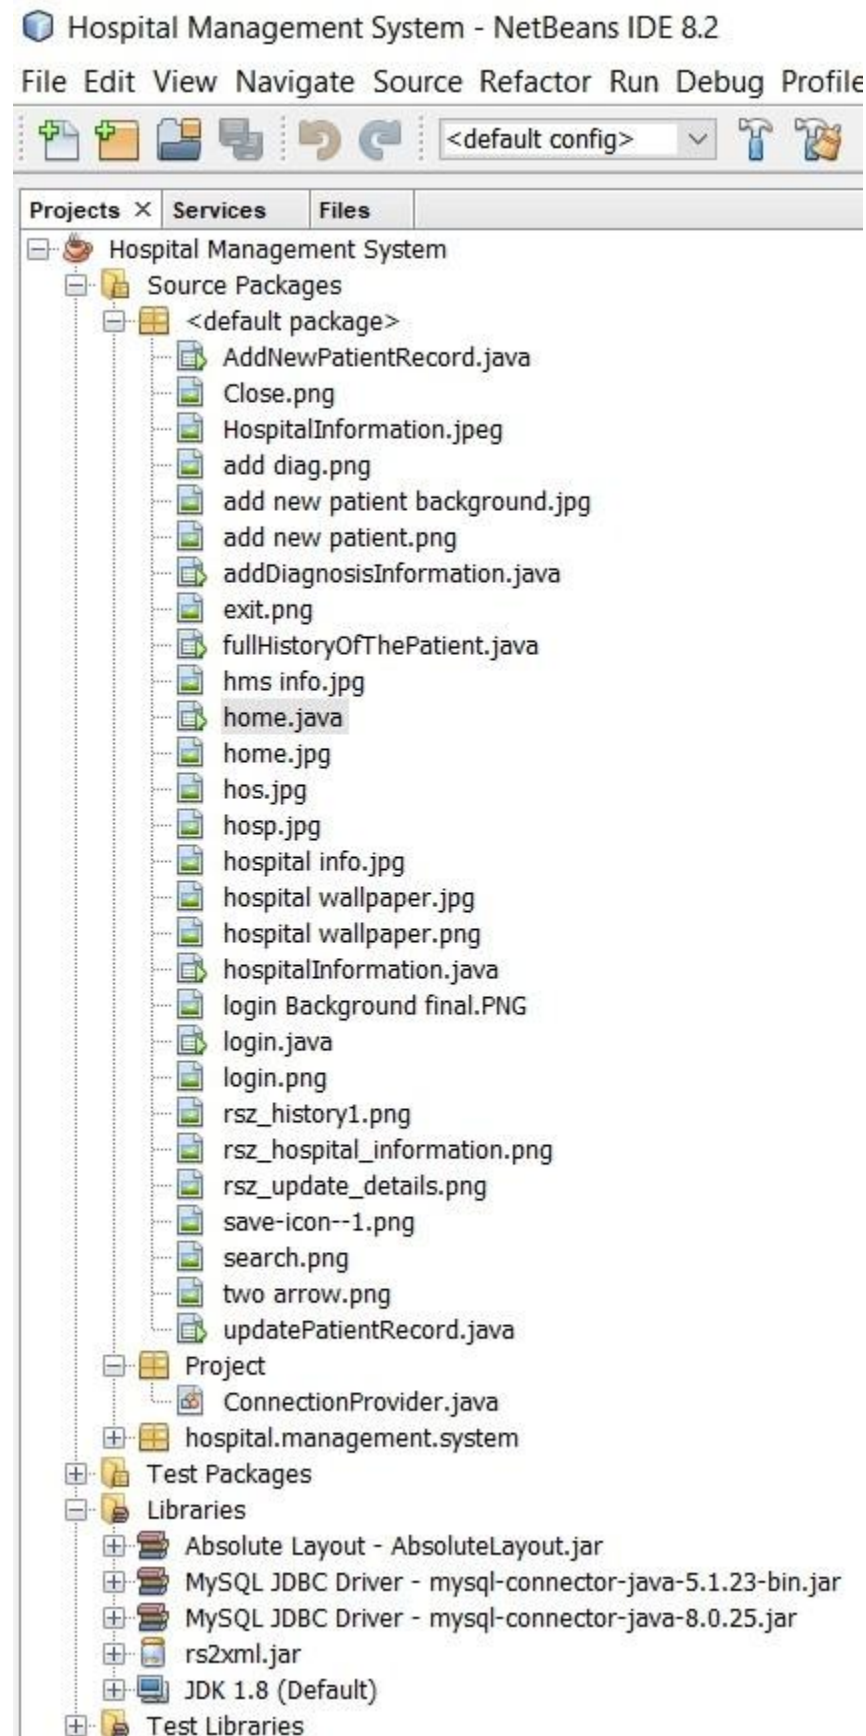 Hospital Management System - NetBeans IDE 8.2
File Edit View Navigate Source Refactor Run Debug Profile
<default config>
Projects Services Files
Hospital Management System
Source Packages
<default package>
AddNewPatientRecord.java
Close.png
HospitalInformation.jpeg
add diag.png
add new patient background.jpg
add new patient.png
addDiagnosisInformation.java
exit.png
fullHistoryOfThePatient.java
hms info.jpg
home.java
home.jpg
hos.jpg
hosp.jpg
hospital info.jpg
hospital wallpaper.jpg
hospital wallpaper.png
hospitalInformation.java
login Background final.PNG
login.java
login.png
rsz_history1.png
rsz_hospital_information.png
rsz_update_details.png
save-icon--1.png
search.png
two arrow.png
updatePatientRecord.java
Project
ConnectionProvider.java
hospital.management.system
Test Packages
Libraries
Absolute Layout - AbsoluteLayout.jar
MySQL JDBC Driver - mysql-connector-java-5.1.23-bin.jar
MySQL JDBC Driver - mysql-connector-java-8.0.25.jar
rs2xml.jar
JDK 1.8 (Default)
Test Libraries